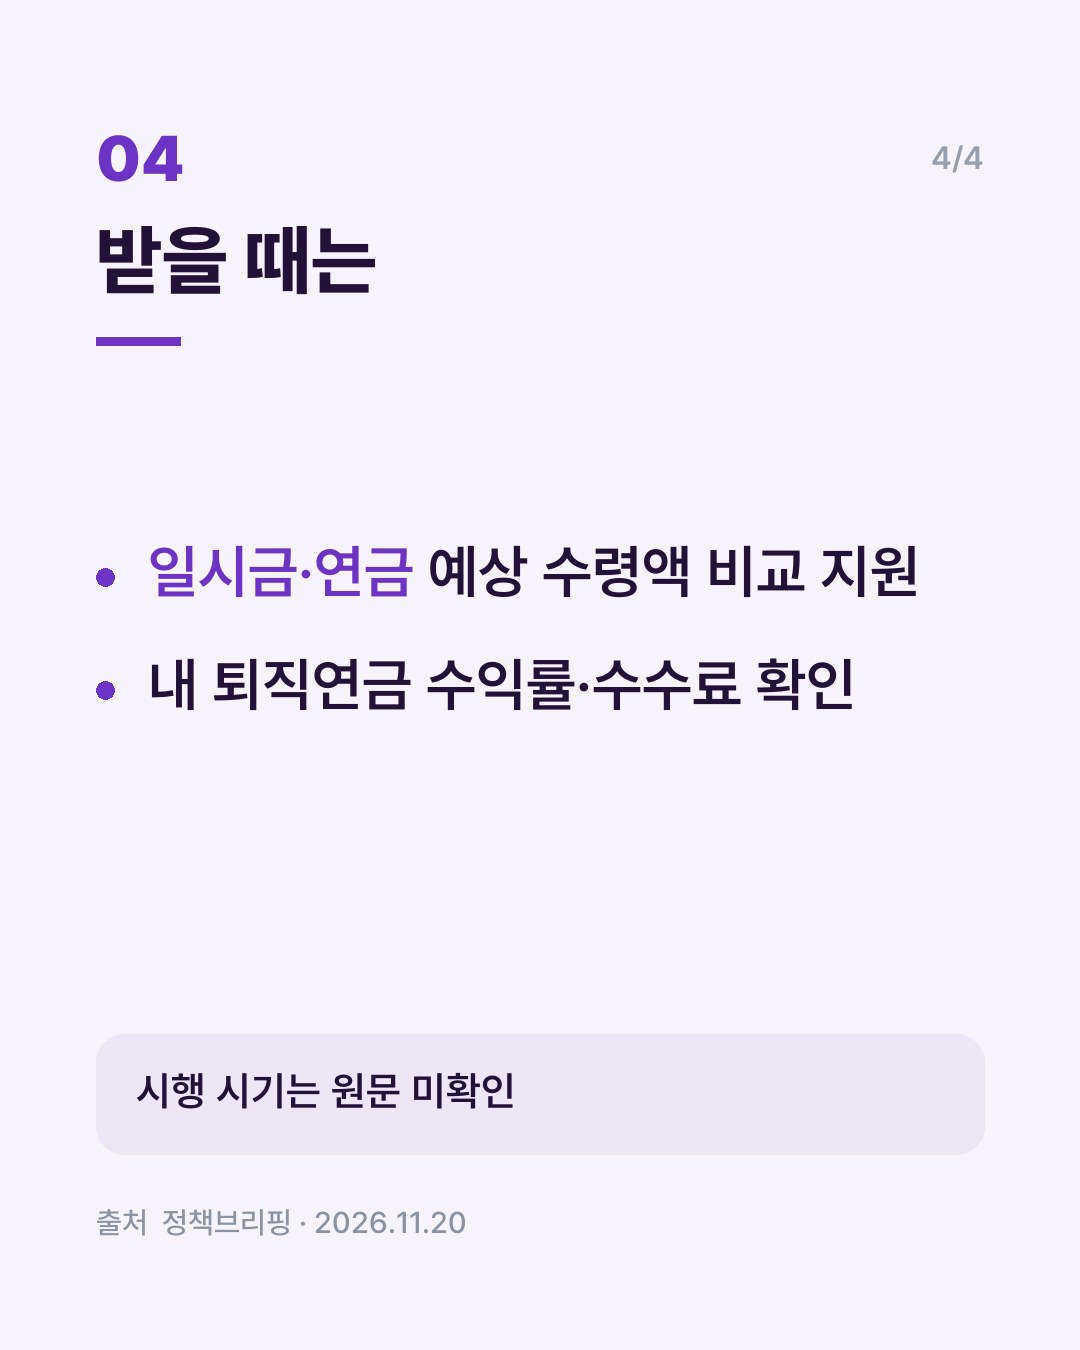 04
4/4
받을 때는
• 일시금·연금 예상 수령액 비교 지원
• 내 퇴직연금 수익률·수수료 확인
시행 시기는 원문 미확인
출처 정책브리핑 · 2026.11.20